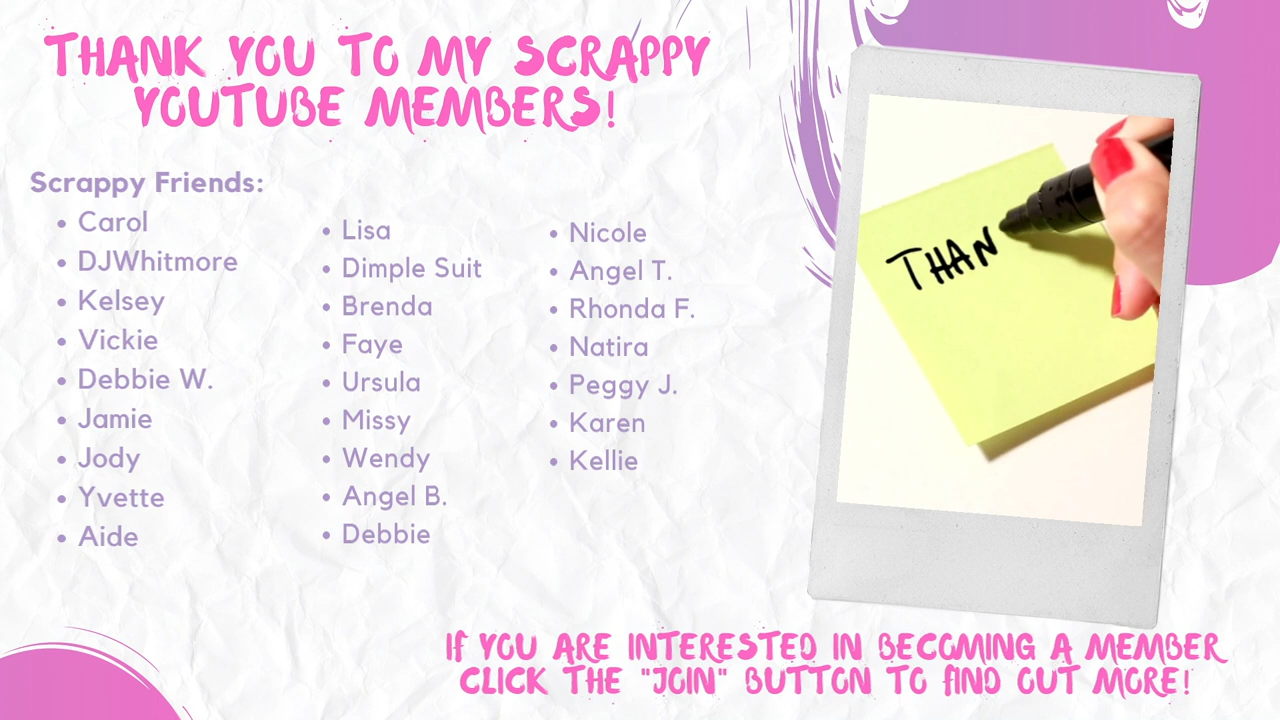 THANK YOU TO MY SCRAPPY
YOUTUBE MEMBERS!
Scrappy Friends:
• Carol
• DJWhitmore
• Kelsey
• Vickie
• Debbie W.
• Jamie
• Jody
• Yvette
• Aide
• Lisa
• Dimple Suit
• Brenda
• Faye
• Ursula
• Missy
• Wendy
• Angel B.
• Debbie
• Nicole
• Angel T.
• Rhonda F.
• Natira
• Peggy J.
• Karen
• Kellie
THAN
If YOU ARE INTERESTED IN BECOMING A MEMBER
CLICK THE "JOIN" BUTTON TO fIND OUT MORE!